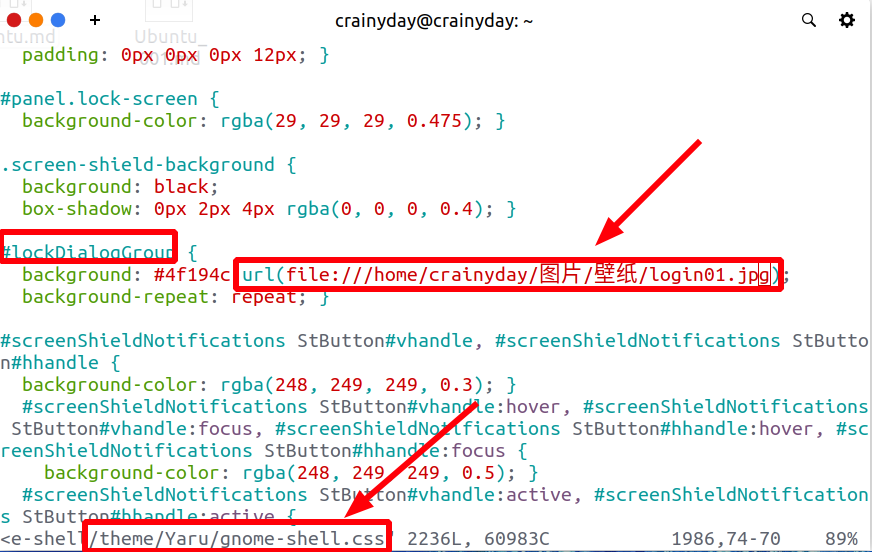 crainyday@crainyday: ~
ntu.md
Ubuntu_
001.md
padding: 0px 0px 0px 12px; }
#panel.lock-screen {
background-color: rgba(29, 29, 29, 0.475); }
.screen-shield-background {
background: black;
box-shadow: 0px 2px 4px rgba(0, 0, 0, 0.4); }
#lockDialogGroup {
background: #4f194c url(file:///home/crainyday/图片/壁纸/login01.jpg);
background-repeat: repeat; }
#screenShieldNotifications StButton#vhandle, #screenShieldNotifications StButto
n#hhandle {
background-color: rgba(248, 249, 249, 0.3); }
#screenShieldNotifications StButton#vhandle:hover, #screenShieldNotifications
StButton#vhandle:focus, #screenShieldNotifications StButton#hhandle:hover, #sc
reenShieldNotifications StButton#hhandle:focus {
background-color: rgba(248, 249, 249, 0.5); }
#screenShieldNotifications StButton#vhandle:active, #screenShieldNotification
s StButton#hhandle:active {
<e-shell/theme/Yaru/gnome-shell.css" 2236L, 60983C 1986,74-70 89%